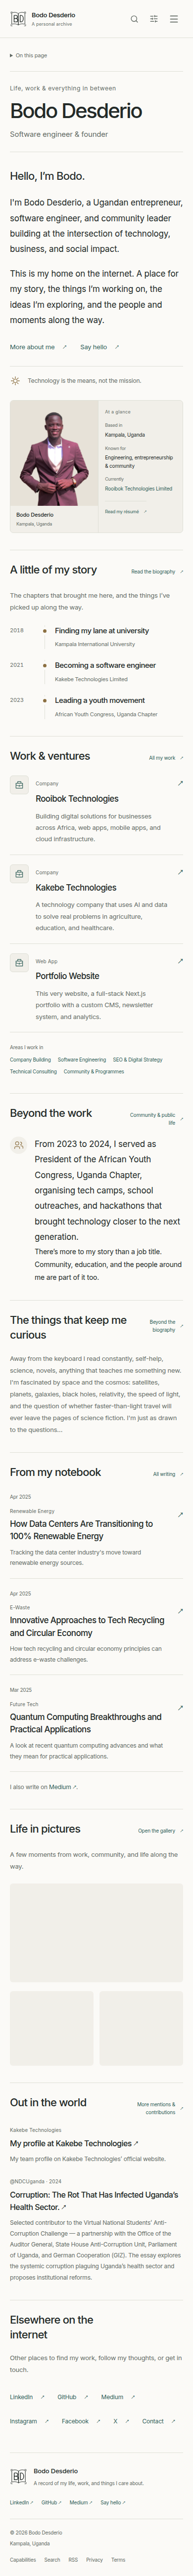 Bodo Desderio
A personal archive
On this page
Life, work & everything in between
Bodo Desderio
Software engineer & founder
Hello, I'm Bodo.
I'm Bodo Desderio, a Ugandan entrepreneur,
software engineer, and community leader
building at the intersection of technology,
business, and social impact.
This is my home on the internet. A place for
my story, the things I'm working on, the
ideas I'm exploring, and the people and
moments along the way.
More about me ↗ Say hello ↗
Technology is the means, not the mission.
At a glance
Based in
Kampala, Uganda
Known for
Engineering, entrepreneurship
& community
Currently
Rooibok Technologies Limited
Read my résumé ↗
Bodo Desderio
Kampala, Uganda
A little of my story
Read the biography ↗
The chapters that brought me here, and the things I've
picked up along the way.
2018
Finding my lane at university
Kampala International University
2021
Becoming a software engineer
Kakebe Technologies Limited
2023
Leading a youth movement
African Youth Congress, Uganda Chapter
Work & ventures
All my work ↗
Company ↗
Rooibok Technologies
Building digital solutions for businesses
across Africa, web apps, mobile apps, and
cloud infrastructure.
Company ↗
Kakebe Technologies
A technology company that uses AI and data
to solve real problems in agriculture,
education, and healthcare.
Web App ↗
Portfolio Website
This very website, a full-stack Next.js
portfolio with a custom CMS, newsletter
system, and analytics.
Areas I work in
Company Building Software Engineering SEO & Digital Strategy
Technical Consulting Community & Programmes
Beyond the work
Community & public
life ↗
From 2023 to 2024, I served as
President of the African Youth
Congress, Uganda Chapter,
organising tech camps, school
outreaches, and hackathons that
brought technology closer to the next
generation.
There's more to my story than a job title.
Community, education, and the people around
me are part of it too.
The things that keep me
curious
Beyond the
biography ↗
Away from the keyboard I read constantly, self-help,
science, novels, anything that teaches me something new.
I'm fascinated by space and the cosmos: satellites,
planets, galaxies, black holes, relativity, the speed of light,
and the question of whether faster-than-light travel will
ever leave the pages of science fiction. I'm just as drawn
to the questions…
From my notebook
All writing ↗
Apr 2025
Renewable Energy ↗
How Data Centers Are Transitioning to
100% Renewable Energy
Tracking the data center industry's move toward
renewable energy sources.
Apr 2025
E-Waste ↗
Innovative Approaches to Tech Recycling
and Circular Economy
How tech recycling and circular economy principles can
address e-waste challenges.
Mar 2025
Future Tech ↗
Quantum Computing Breakthroughs and
Practical Applications
A look at recent quantum computing advances and what
they mean for practical applications.
I also write on Medium ↗.
Life in pictures
Open the gallery ↗
A few moments from work, community, and life along the
way.
Out in the world
More mentions &
contributions ↗
Kakebe Technologies
My profile at Kakebe Technologies ↗
My team profile on Kakebe Technologies' official website.
@NDCUganda · 2024
Corruption: The Rot That Has Infected Uganda's
Health Sector. ↗
Selected contributor to the Virtual National Students' Anti-
Corruption Challenge — a partnership with the Office of the
Auditor General, State House Anti-Corruption Unit, Parliament
of Uganda, and German Cooperation (GIZ). The essay explores
the systemic corruption plaguing Uganda's health sector and
proposes institutional reforms.
Elsewhere on the
internet
Other places to find my work, follow my thoughts, or get in
touch.
LinkedIn ↗ GitHub ↗ Medium ↗
Instagram ↗ Facebook ↗ X ↗ Contact ↗
Bodo Desderio
A record of my life, work, and things I care about.
LinkedIn ↗ GitHub ↗ Medium ↗ Say hello ↗
© 2026 Bodo Desderio
Kampala, Uganda
Capabilities Search RSS Privacy Terms